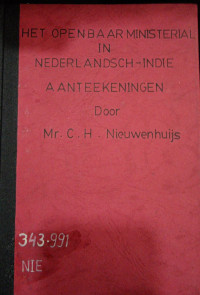 HET OPENBAAR MINISTERIAL
IN
NEDERLANDSCH-INDIE
AANTEEKENINGEN
Door
Mr. C. H. Nieuwenhuijs
343.991
NIE